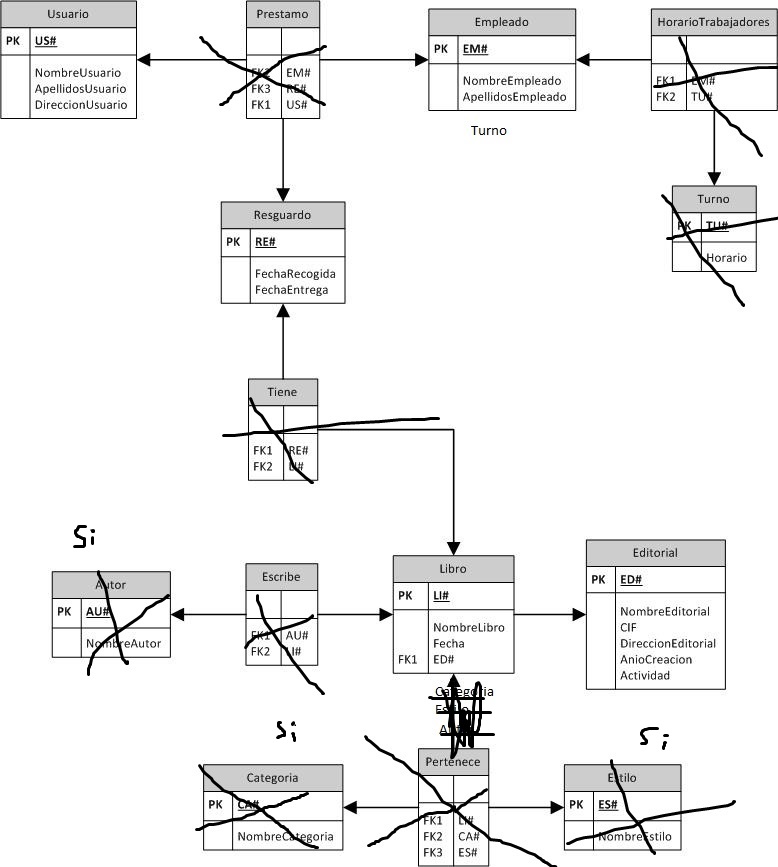 Usuario
PK US#
NombreUsuario
ApellidosUsuario
DireccionUsuario
Prestamo
FK2 EM#
FK3 RE#
FK1 US#
Empleado
PK EM#
NombreEmpleado
ApellidosEmpleado
Turno
HorarioTrabajadores
FK1 EM#
FK2 TU#
Turno
PK TU#
Horario
Resguardo
PK RE#
FechaRecogida
FechaEntrega
Tiene
FK1 RE#
FK2 LI#
Si
Autor
PK AU#
NombreAutor
Escribe
FK1 AU#
FK2 LI#
Libro
PK LI#
NombreLibro
Fecha
FK1 ED#
Editorial
PK ED#
NombreEditorial
CIF
DireccionEditorial
AnioCreacion
Actividad
Categoria
Estilo
Autor
Si
Categoria
PK CA#
NombreCategoria
Pertenece
FK1 LI#
FK2 CA#
FK3 ES#
Si
Estilo
PK ES#
NombreEstilo